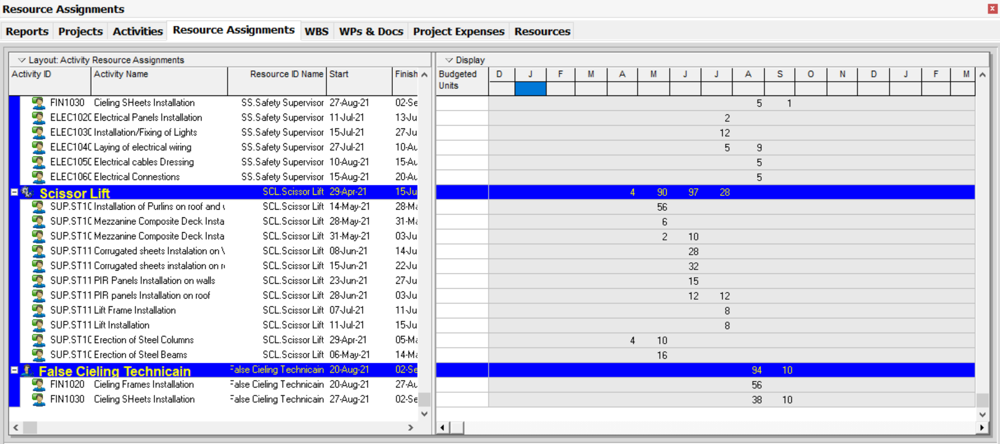 Resource Assignments
Reports Projects Activities Resource Assignments WBS WPs & Docs Project Expenses Resources
Layout: Activity Resource Assignments Display
Activity ID Activity Name Resource ID Name Start Finish Budgeted Units D J F M A M J J A S O N D J F M
FIN1030 Cieling SHeets Installation SS.Safety Supervisor 27-Aug-21 02-Se 5 1
ELEC102C Electrical Panels Installation SS.Safety Supervisor 11-Jul-21 13-Ju 2
ELEC103C Installation/Fixing of Lights SS.Safety Supervisor 15-Jul-21 27-Ju 12
ELEC104C Laying of electrical wiring SS.Safety Supervisor 27-Jul-21 10-Au 5 9
ELEC105C Electrical cables Dressing SS.Safety Supervisor 10-Aug-21 15-Au 5
ELEC106C Electrical Connestions SS.Safety Supervisor 15-Aug-21 20-Au 5
Scissor Lift SCL.Scissor Lift 29-Apr-21 15-Ju 4 90 97 28
SUP.ST1C Installation of Purlins on roof and SCL.Scissor Lift 14-May-21 28-Ma 56
SUP.ST1C Mezzanine Composite Deck Insta SCL.Scissor Lift 28-May-21 31-Ma 6
SUP.ST1C Mezzanine Composite Deck Insta SCL.Scissor Lift 31-May-21 03-Ju 2 10
SUP.ST11 Corrugated sheets Instalation on SCL.Scissor Lift 08-Jun-21 14-Ju 28
SUP.ST11 Corrugated sheets instalation on SCL.Scissor Lift 15-Jun-21 22-Ju 32
SUP.ST11 PIR Panels Installation on walls SCL.Scissor Lift 23-Jun-21 27-Ju 15
SUP.ST11 PIR panels Installation on roof SCL.Scissor Lift 28-Jun-21 03-Ju 12 12
SUP.ST11 Lift Frame Installation SCL.Scissor Lift 07-Jul-21 11-Ju 8
SUP.ST11 Lift Installation SCL.Scissor Lift 11-Jul-21 15-Ju 8
SUP.ST1C Erection of Steel Columns SCL.Scissor Lift 29-Apr-21 05-Ma 4 10
SUP.ST1C Erection of Steel Beams SCL.Scissor Lift 06-May-21 14-Ma 16
False Cieling Technicain False Cieling Technicain 20-Aug-21 02-Se 94 10
FIN1020 Cieling Frames Installation False Cieling Technicain 20-Aug-21 27-Au 56
FIN1030 Cieling SHeets Installation False Cieling Technicain 27-Aug-21 02-Se 38 10